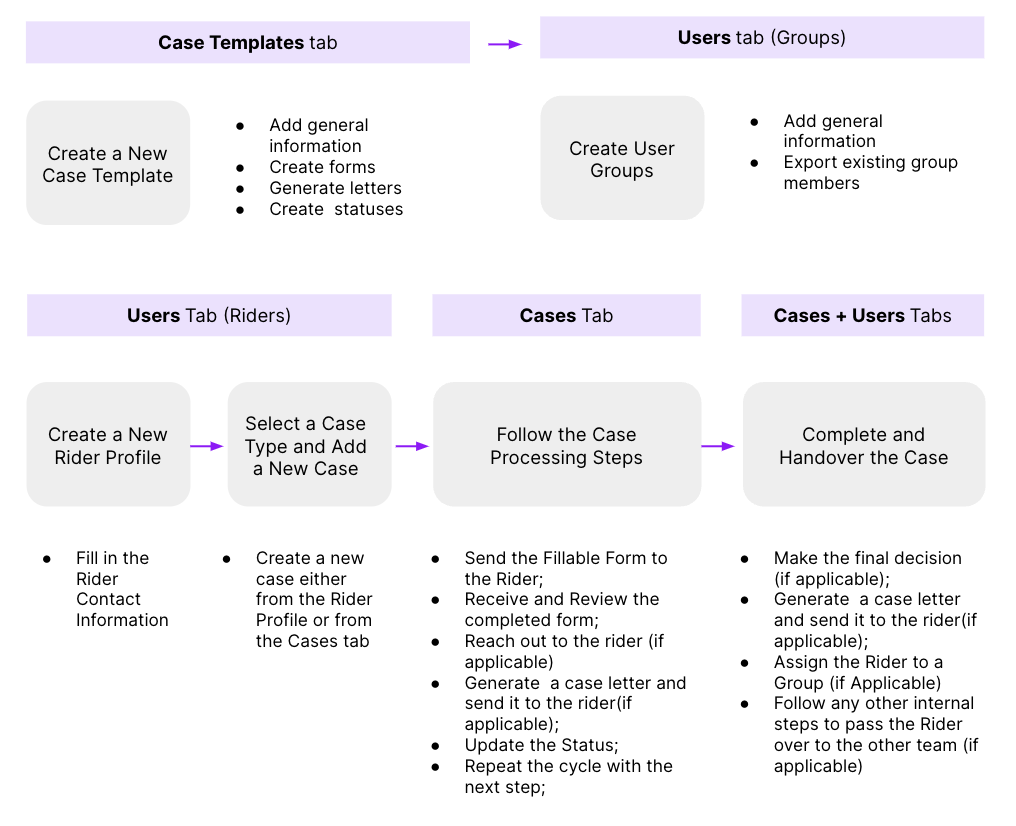 Case Templates tab
Users tab (Groups)
Create a New
Case Template
● Add general
information
● Create forms
● Generate letters
● Create  statuses
Create User
Groups
● Add general
information
● Export existing group
members
Users Tab (Riders)
Cases Tab
Cases + Users Tabs
Create a New
Rider Profile
Select a Case
Type and Add
a New Case
Follow the Case
Processing Steps
Complete and
Handover the Case
● Fill in the
Rider
Contact
Information
● Create a new
case either
from the Rider
Profile or from
the Cases tab
● Send the Fillable Form to
the Rider;
● Receive and Review the
completed form;
● Reach out to the rider (if
applicable)
● Generate  a case letter and
send it to the rider(if
applicable);
● Update the Status;
● Repeat the cycle with the
next step;
● Make the final decision
(if applicable);
● Generate  a case letter
and send it to the rider(if
applicable);
● Assign the Rider to a
Group (if Applicable)
● Follow any other internal
steps to pass the Rider
over to the other team (if
applicable)